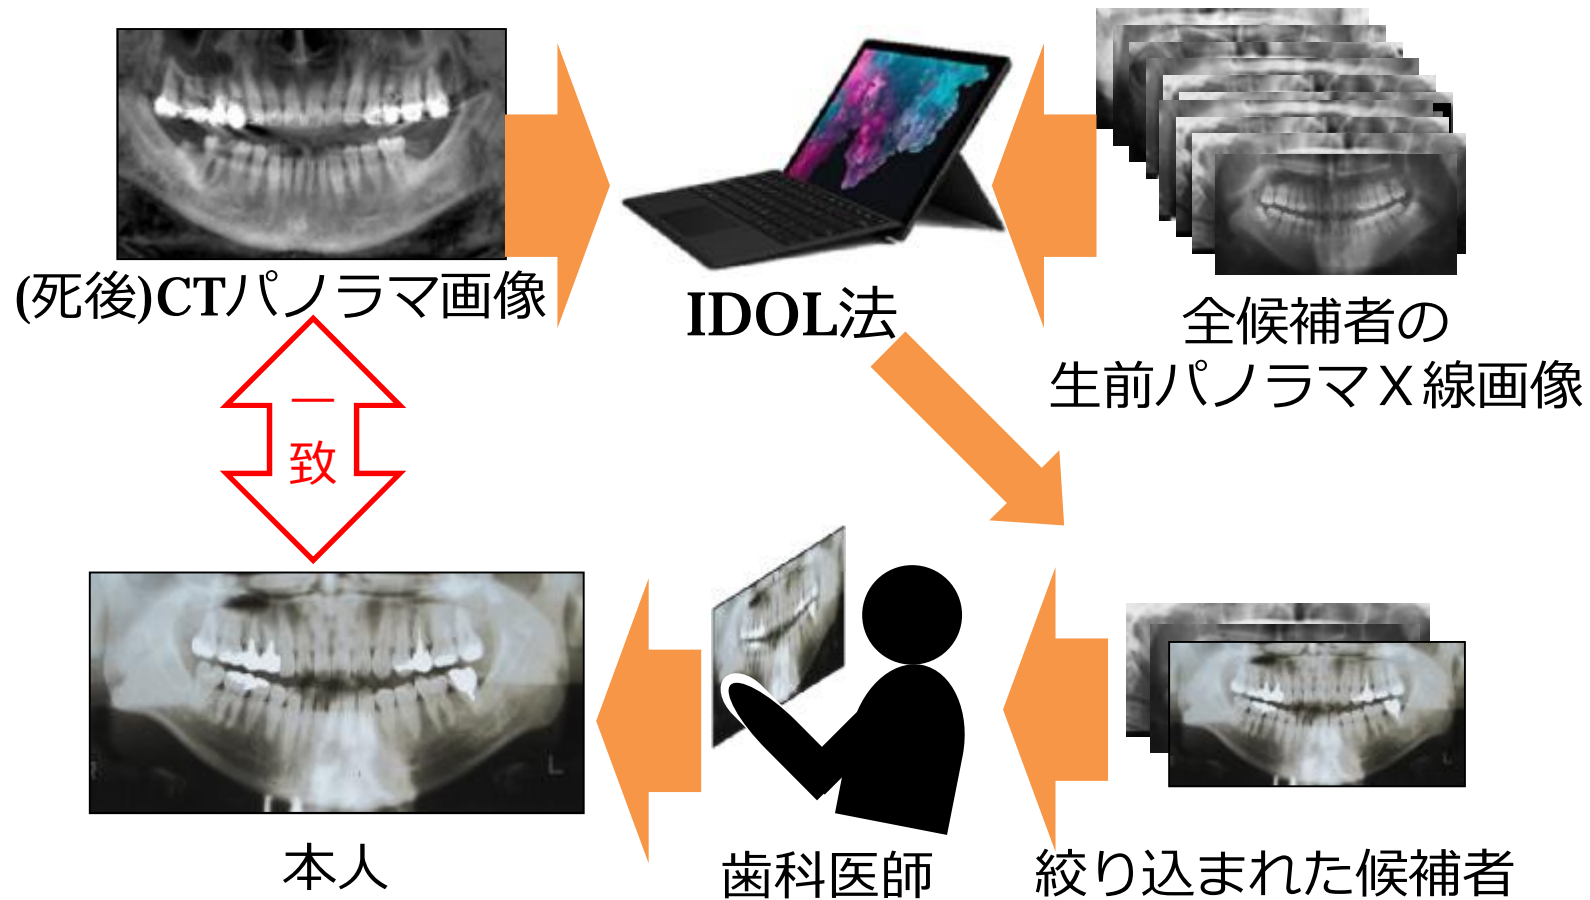 (死後)CTパノラマ画像
IDOL法
全候補者の
生前パノラマX線画像
一
致
本人
歯科医師
絞り込まれた候補者
L